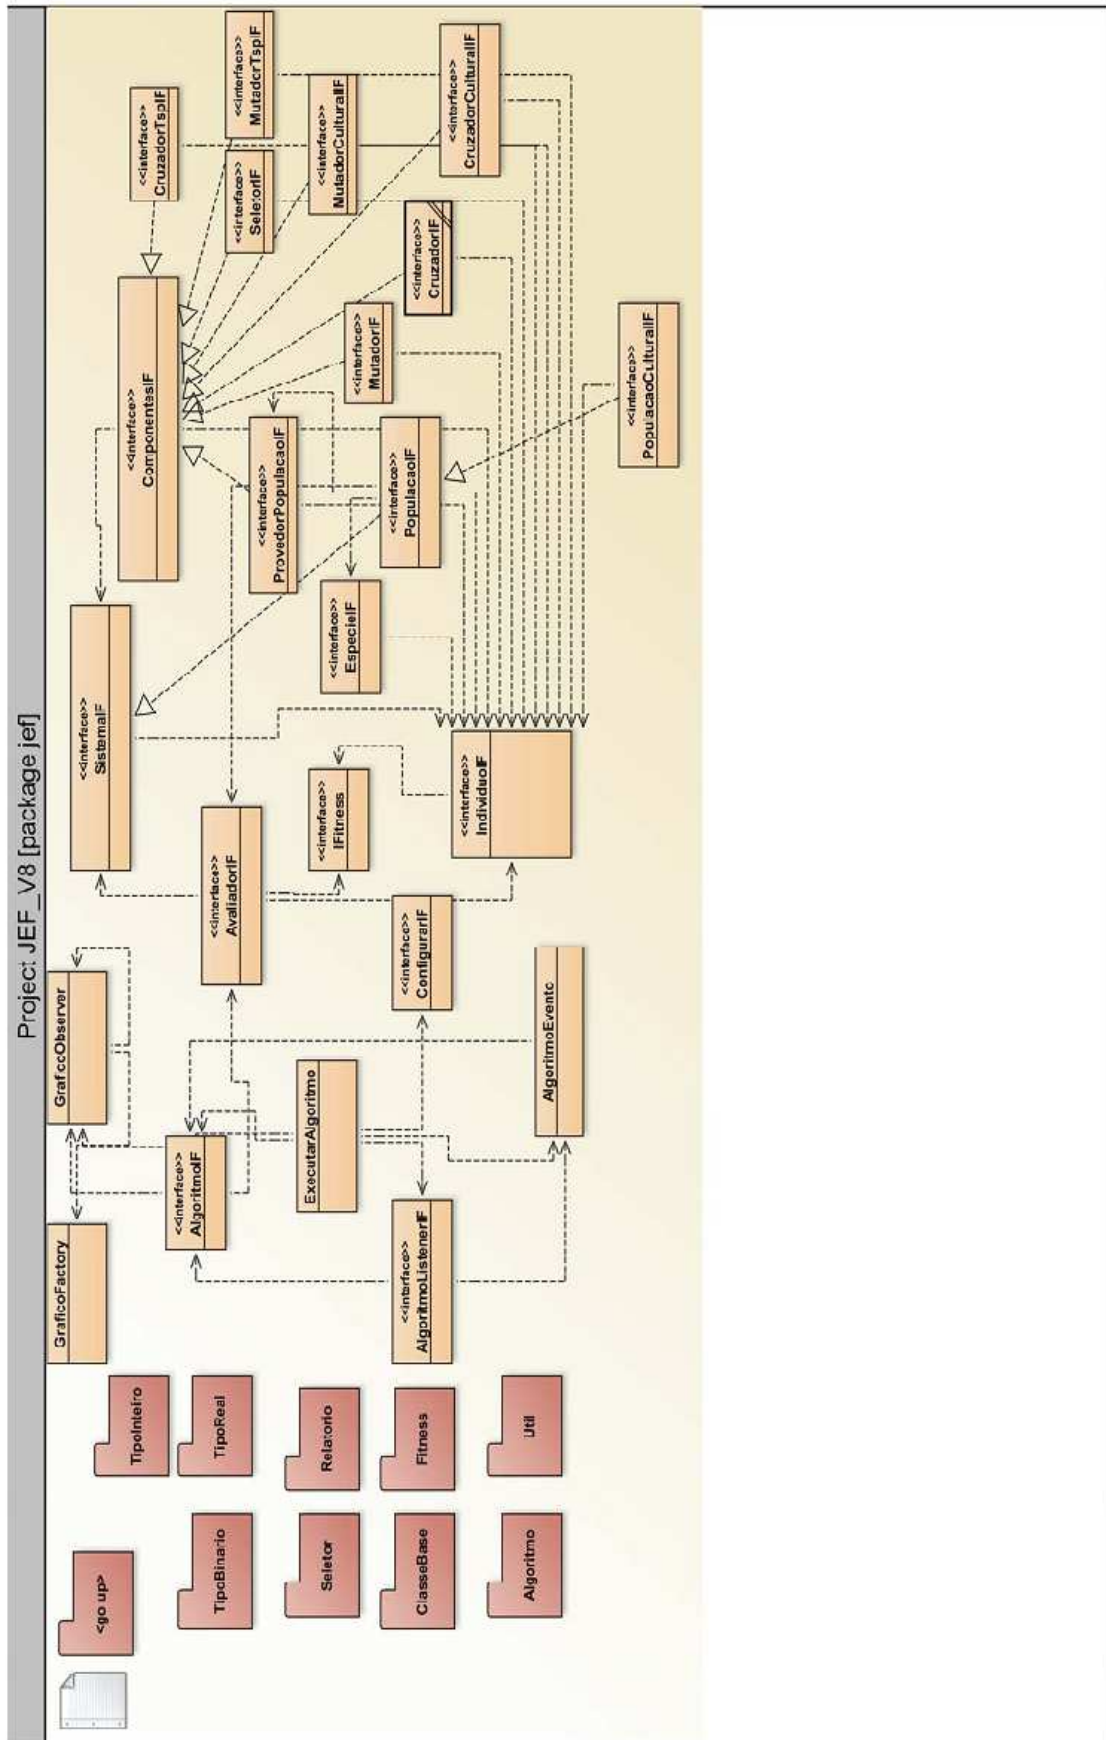 Project: JEF_V8 [package jef]
<go up>
TipoBinario
Seletor
ClasseBase
Algoritmo
TipoInteiro
TipoReal
Relatorio
Fitness
Util
GraficoFactory
GraficoObserver
<<interface>>
AlgoritmoIF
ExecutarAlgoritmo
<<interface>>
AlgoritmoListenerIF
<<interface>>
AvaliadorIF
<<interface>>
ConfigurarIF
AlgoritmoEvento
<<interface>>
SistemaIF
<<interface>>
IFitness
<<interface>>
IndividuoIF
<<interface>>
EspecieIF
<<interface>>
ComponentesIF
<<interface>>
ProvedorPopulacaoIF
<<interface>>
PopulacaoIF
<<interface>>
PopulacaoCulturalIF
<<interface>>
MutadorIF
<<interface>>
CruzadorIF
<<interface>>
CruzadorTspIF
<<interface>>
SeletorIF
<<interface>>
MutadorTspIF
<<interface>>
MutadorCulturalIF
<<interface>>
CruzadorCulturalIF